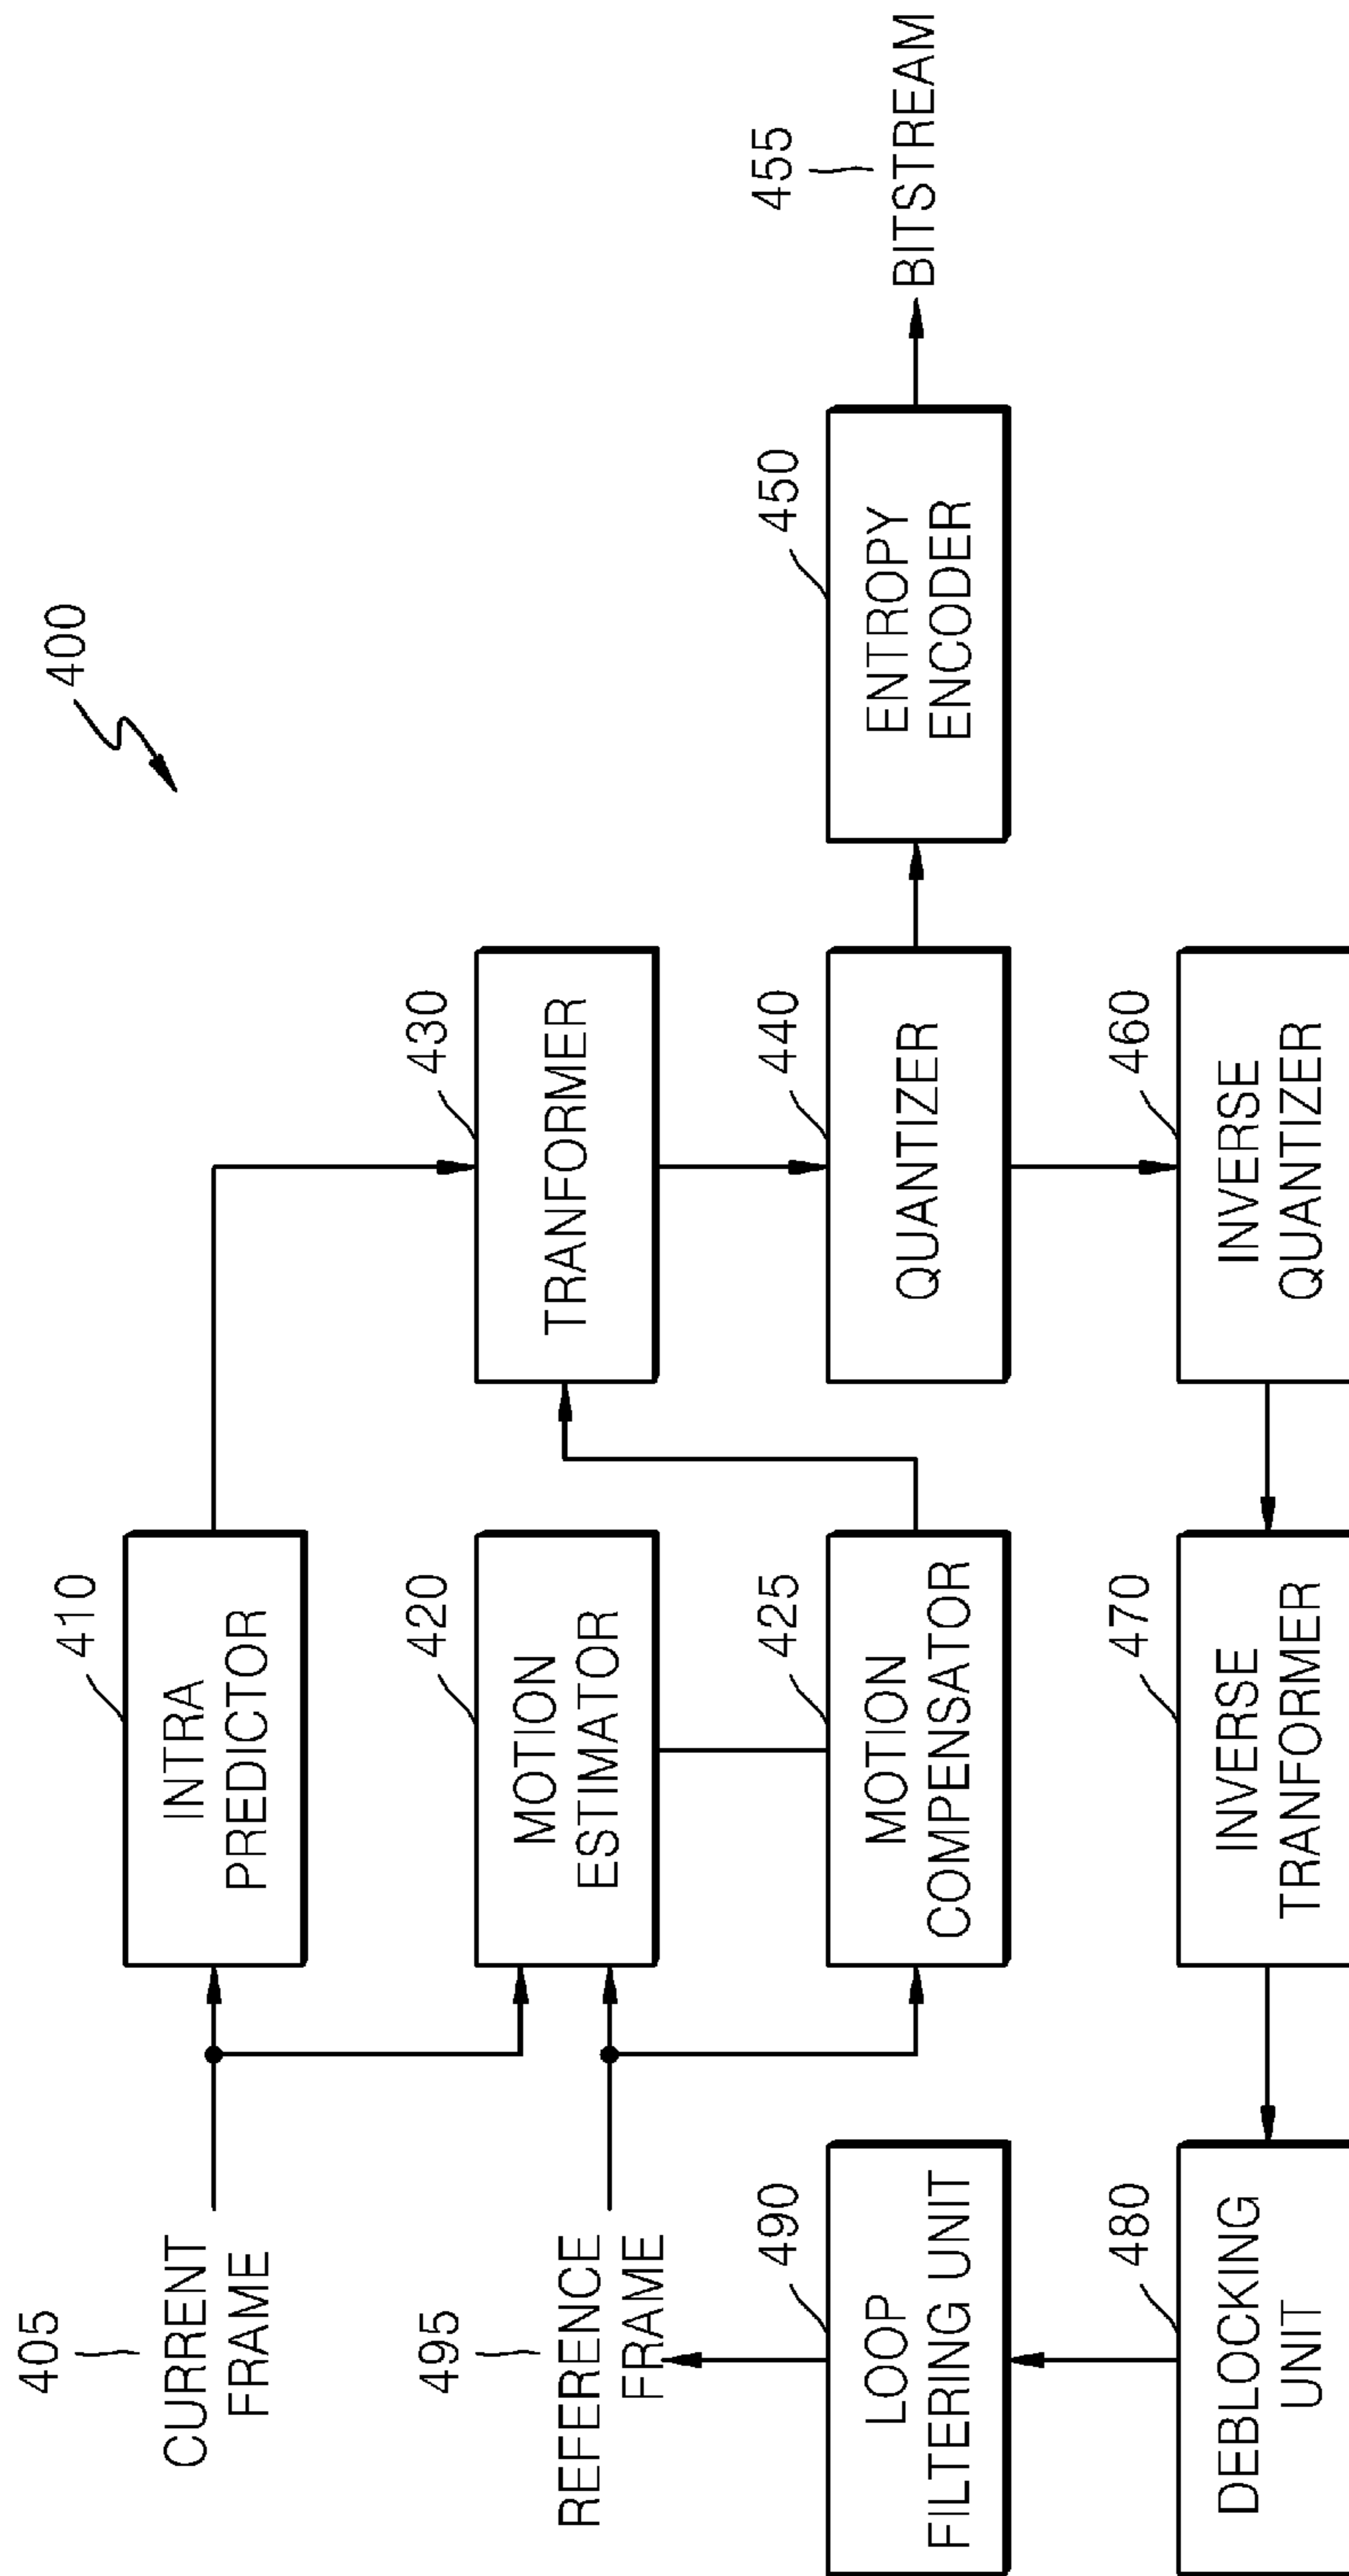 400
405
CURRENT
FRAME
410
INTRA
PREDICTOR
495
REFERENCE
FRAME
420
MOTION
ESTIMATOR
430
TRANFORMER
490
LOOP
FILTERING UNIT
425
MOTION
COMPENSATOR
440
QUANTIZER
450
ENTROPY
ENCODER
455
BITSTREAM
480
DEBLOCKING
UNIT
470
INVERSE
TRANFORMER
460
INVERSE
QUANTIZER